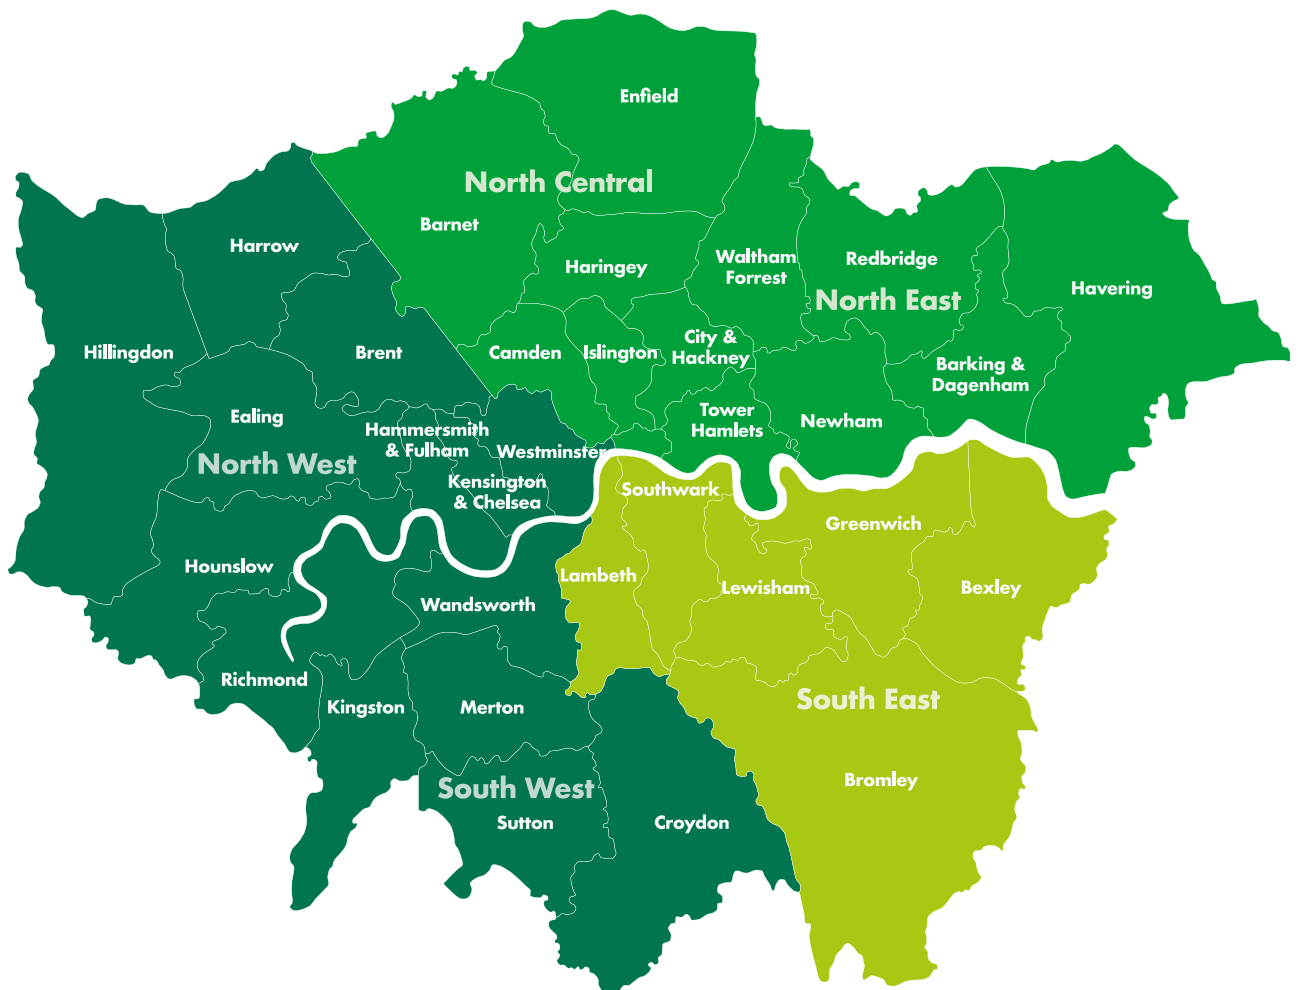 Enfield
North Central
Barnet
Harrow
Haringey
Waltham
Forrest
Redbridge
North East
Havering
Hillingdon
Brent
Camden
Islington
City &
Hackney
Barking &
Dagenham
Ealing
Hammersmith
& Fulham
Westminster
Tower
Hamlets
Newham
North West
Kensington
& Chelsea
Southwark
Greenwich
Hounslow
Lambeth
Lewisham
Bexley
Wandsworth
Richmond
Kingston
Merton
South East
South West
Sutton
Croydon
Bromley